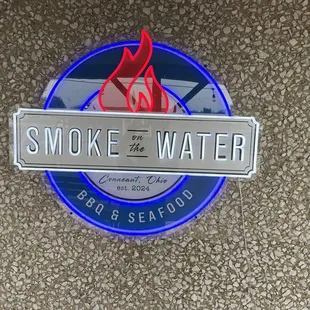 SMOKE on the WATER
Conneaut, Ohio
est. 2024
BBQ & SEAFOOD